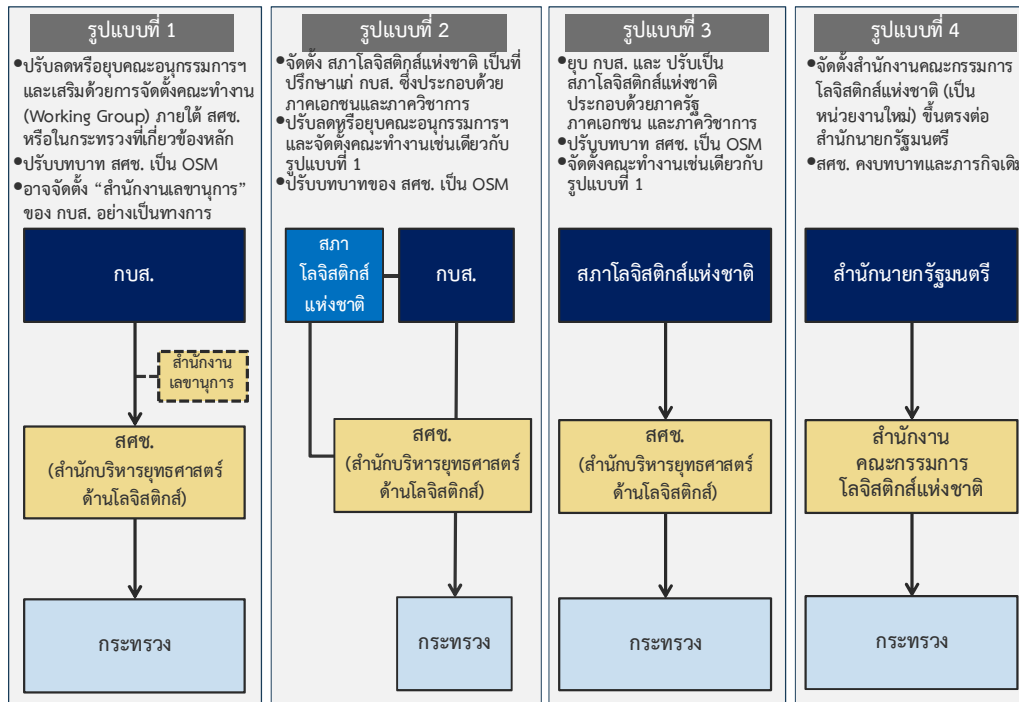 รูปแบบที่ 1
•ปรับลดหรือยุบคณะอนุกรรมการฯ
และเสริมด้วยการจัดตั้งคณะทำงาน
(Working Group) ภายใต้ สศช.
หรือในกระทรวงที่เกี่ยวข้องหลัก
•ปรับบทบาท สศช. เป็น OSM
•อาจจัดตั้ง “สำนักงานเลขานุการ”
ของ กบส. อย่างเป็นทางการ
กบส.
สำนักงาน
เลขานุการ
สศช.
(สำนักบริหารยุทธศาสตร์
ด้านโลจิสติกส์)
กระทรวง
รูปแบบที่ 2
•จัดตั้ง สภาโลจิสติกส์แห่งชาติ เป็นที่
ปรึกษาแก่ กบส. ซึ่งประกอบด้วย
ภาคเอกชนและภาควิชาการ
•ปรับลดหรือยุบคณะอนุกรรมการฯ
และจัดตั้งคณะทำงานเช่นเดียวกับ
รูปแบบที่ 1
•ปรับบทบาทของ สศช. เป็น OSM
สภา
โลจิสติกส์
แห่งชาติ
กบส.
สศช.
(สำนักบริหารยุทธศาสตร์
ด้านโลจิสติกส์)
กระทรวง
รูปแบบที่ 3
•ยุบ กบส. และ ปรับเป็น
สภาโลจิสติกส์แห่งชาติ
ประกอบด้วยภาครัฐ
ภาคเอกชน และภาควิชาการ
•ปรับบทบาท สศช. เป็น OSM
•จัดตั้งคณะทำงานเช่นเดียวกับ
รูปแบบที่ 1
สภาโลจิสติกส์แห่งชาติ
สศช.
(สำนักบริหารยุทธศาสตร์
ด้านโลจิสติกส์)
กระทรวง
รูปแบบที่ 4
•จัดตั้งสำนักงานคณะกรรมการ
โลจิสติกส์แห่งชาติ (เป็น
หน่วยงานใหม่) ขึ้นตรงต่อ
สำนักนายกรัฐมนตรี
•สศช. คงบทบาทและภารกิจเดิม
สำนักนายกรัฐมนตรี
สำนักงาน
คณะกรรมการ
โลจิสติกส์แห่งชาติ
กระทรวง